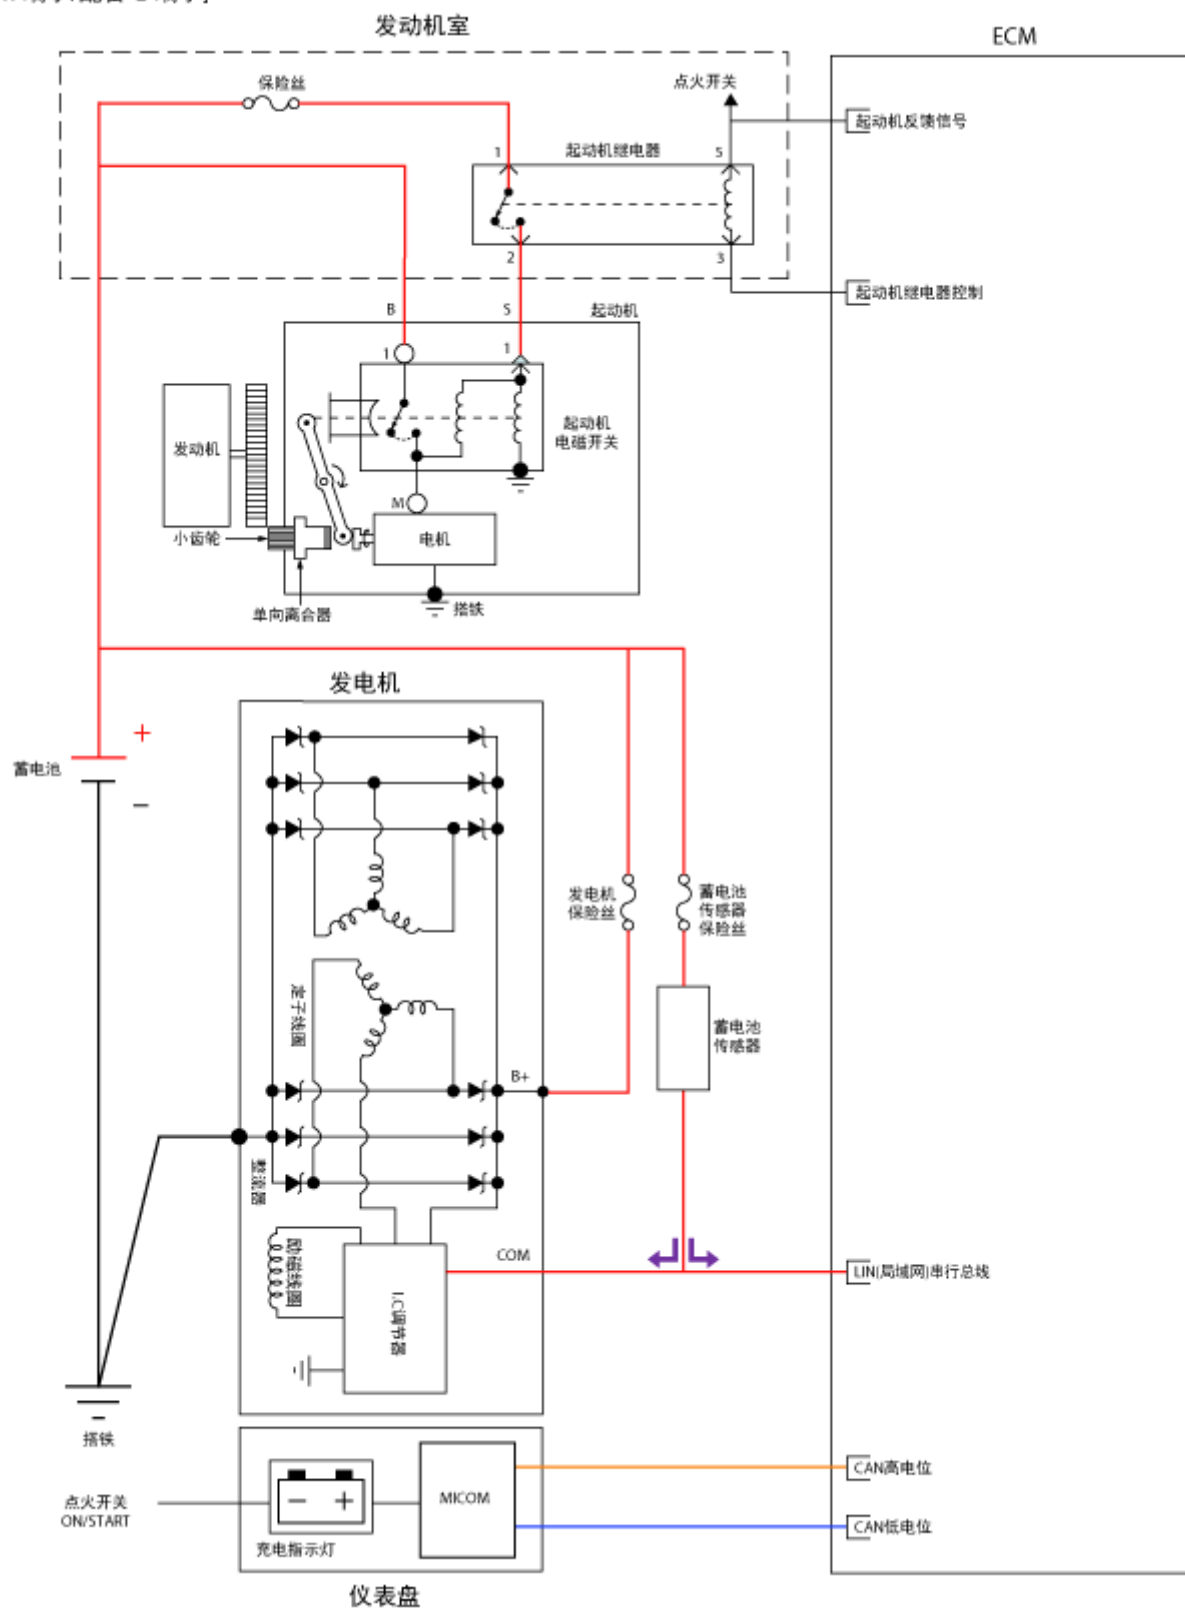 发动机室
ECM
保险丝
点火开关
起动机反馈信号
1
起动机继电器
5
2
3
起动机继电器控制
B
S
起动机
1
1
起动机
电磁开关
发动机
M
小齿轮
电机
单向离合器
搭铁
发电机
+
蓄电池
−
发电机
保险丝
蓄电池
传感器
保险丝
定子线圈
蓄电池
传感器
B+
整流器
励磁线圈
COM
LIN(局域网)串行总线
I.C调节器
搭铁
CAN高电位
点火开关
ON/START
− +
MICOM
CAN低电位
充电指示灯
仪表盘